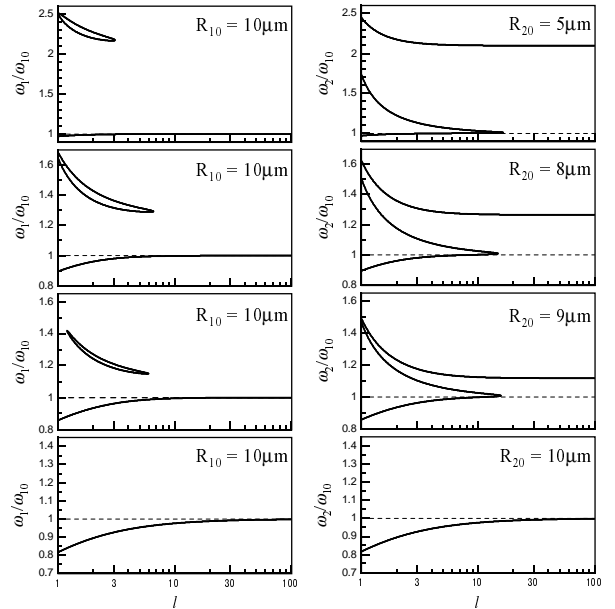 ω₁/ω₁₀
2.5
2
1.5
1
R₁₀ = 10μm
ω₂/ω₁₀
2.5
2
1.5
1
R₂₀ = 5μm
ω₁/ω₁₀
1.6
1.4
1.2
1
0.8
R₁₀ = 10μm
ω₂/ω₁₀
1.6
1.4
1.2
1
0.8
R₂₀ = 8μm
ω₁/ω₁₀
1.6
1.4
1.2
1
0.8
R₁₀ = 10μm
ω₂/ω₁₀
1.6
1.4
1.2
1
0.8
R₂₀ = 9μm
ω₁/ω₁₀
1.4
1.3
1.2
1.1
1
0.9
0.8
0.7
R₁₀ = 10μm
1 3 10 30 100
l
ω₂/ω₁₀
1.4
1.3
1.2
1.1
1
0.9
0.8
0.7
R₂₀ = 10μm
1 3 10 30 100
l